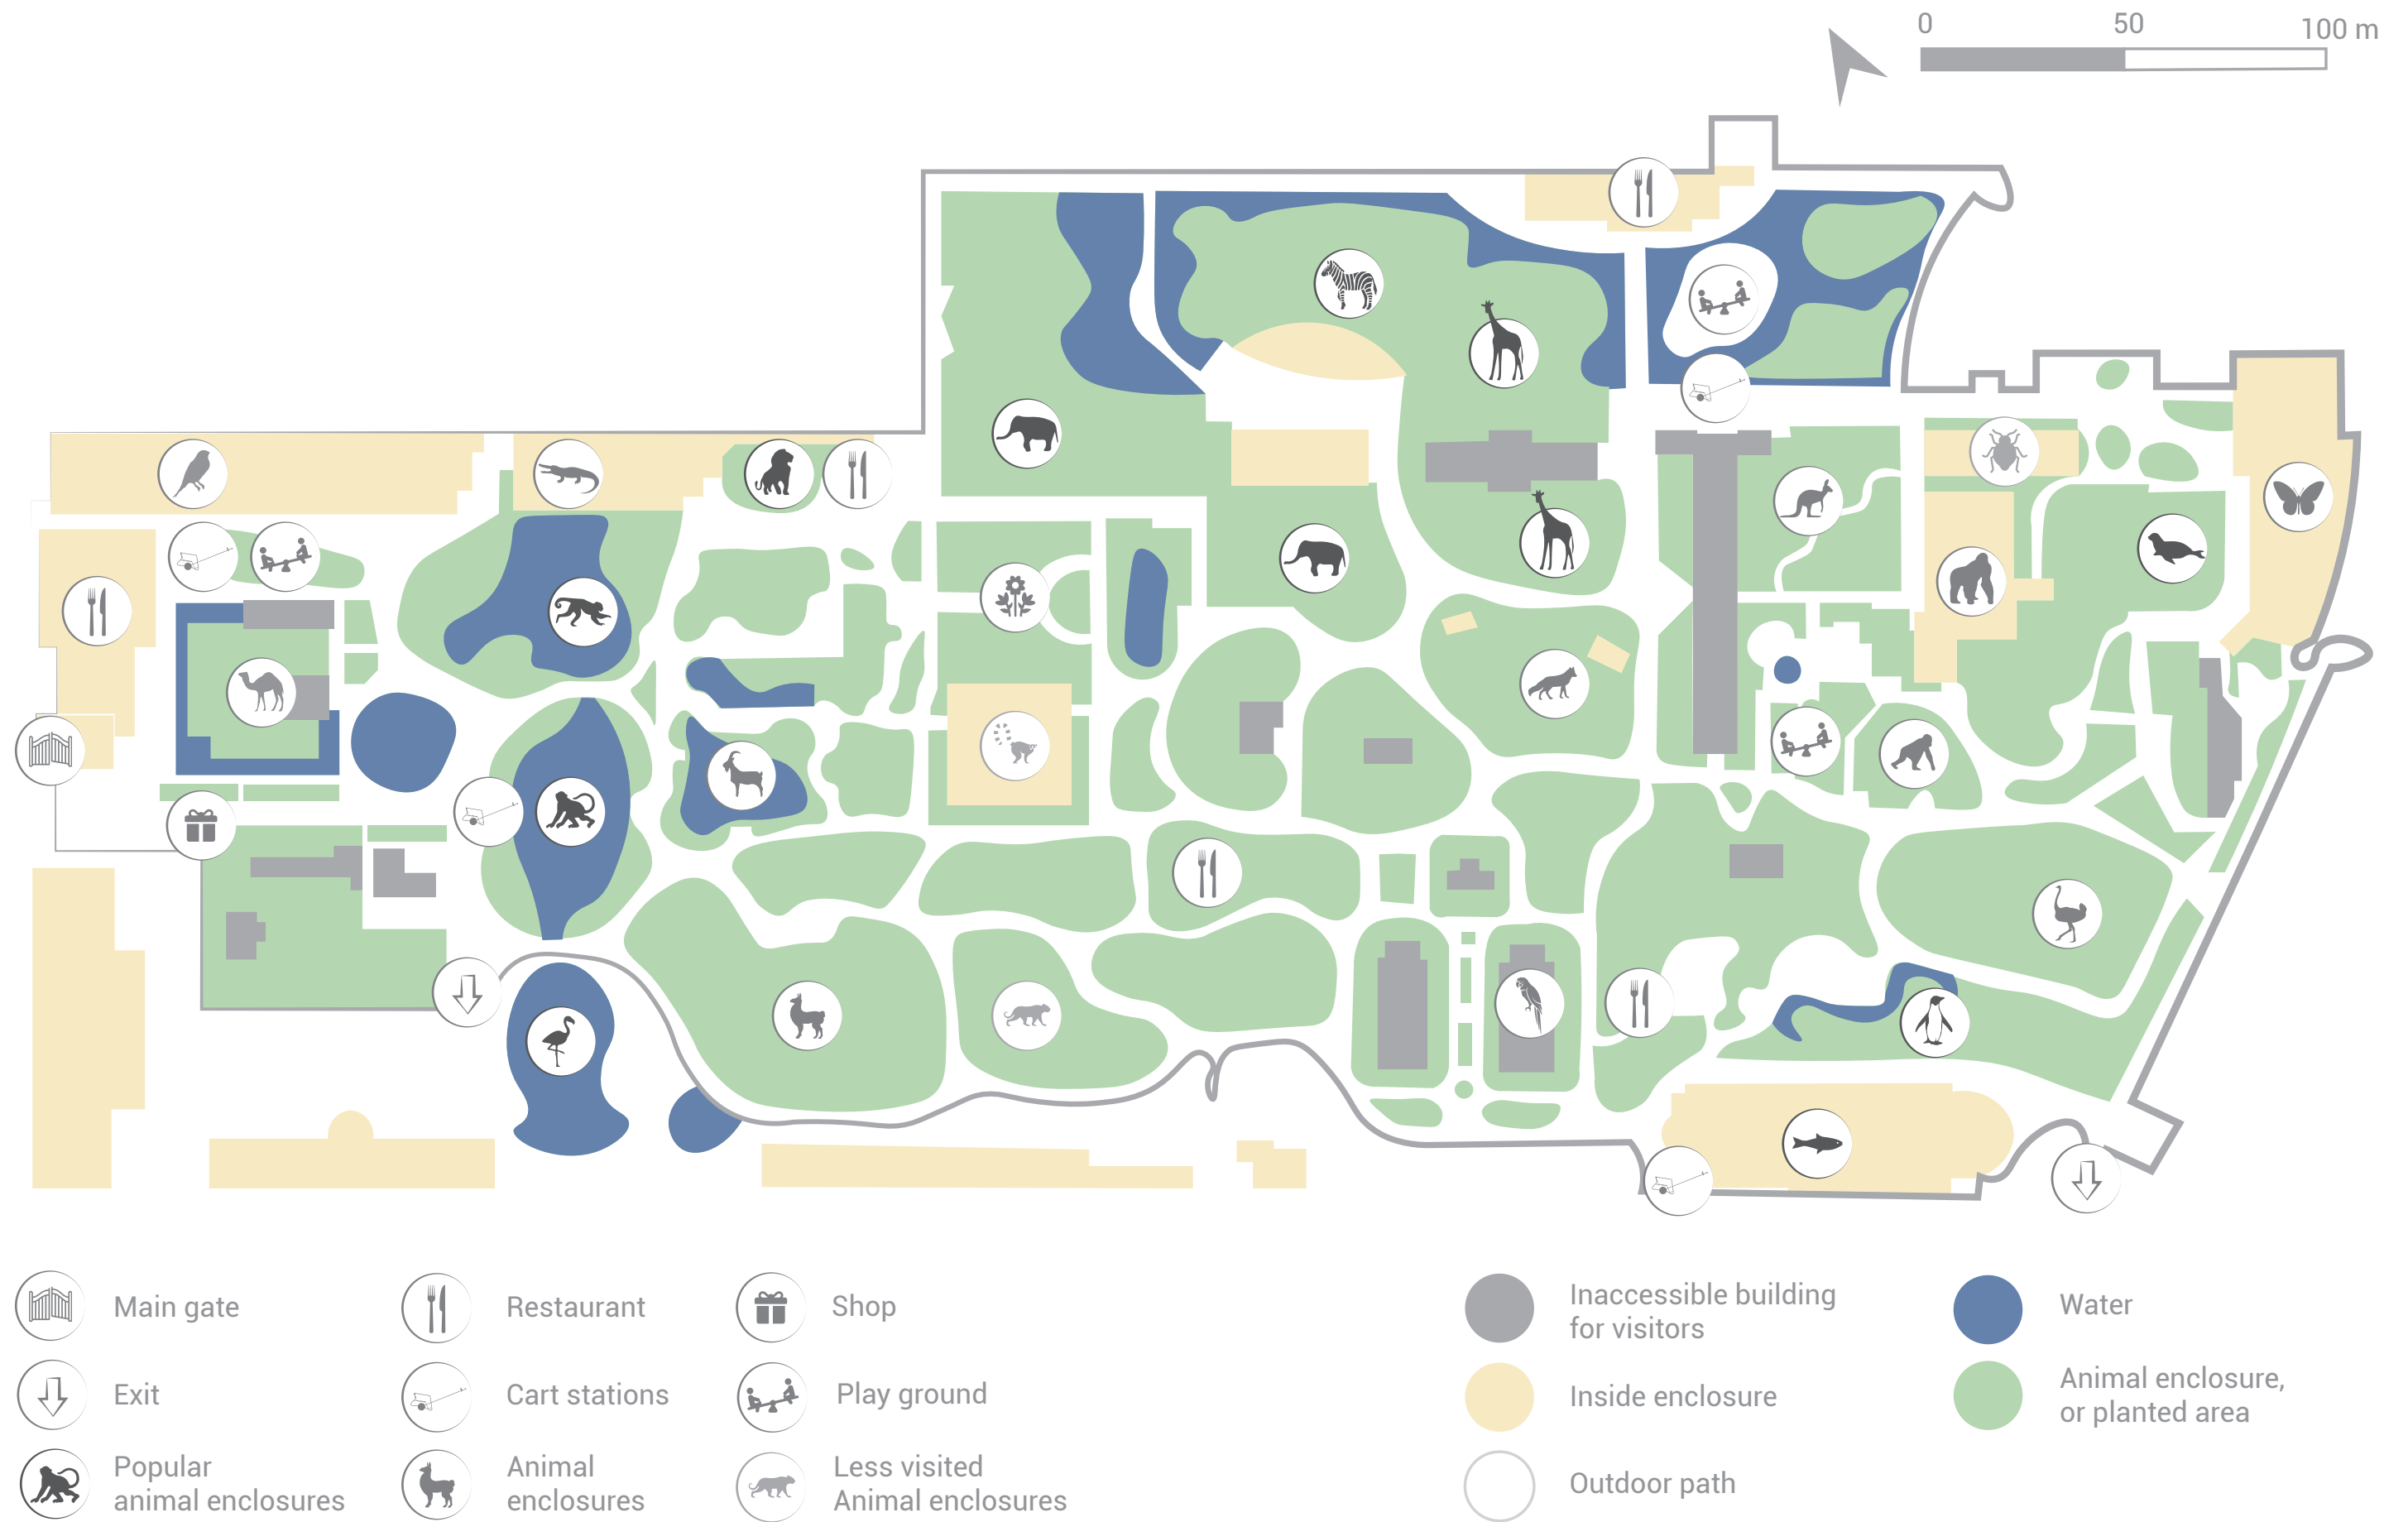 0 50 100 m
Main gate
Restaurant
Shop
Exit
Cart stations
Play ground
Popular
animal enclosures
Animal
enclosures
Less visited
Animal enclosures
Inaccessible building
for visitors
Water
Inside enclosure
Animal enclosure,
or planted area
Outdoor path